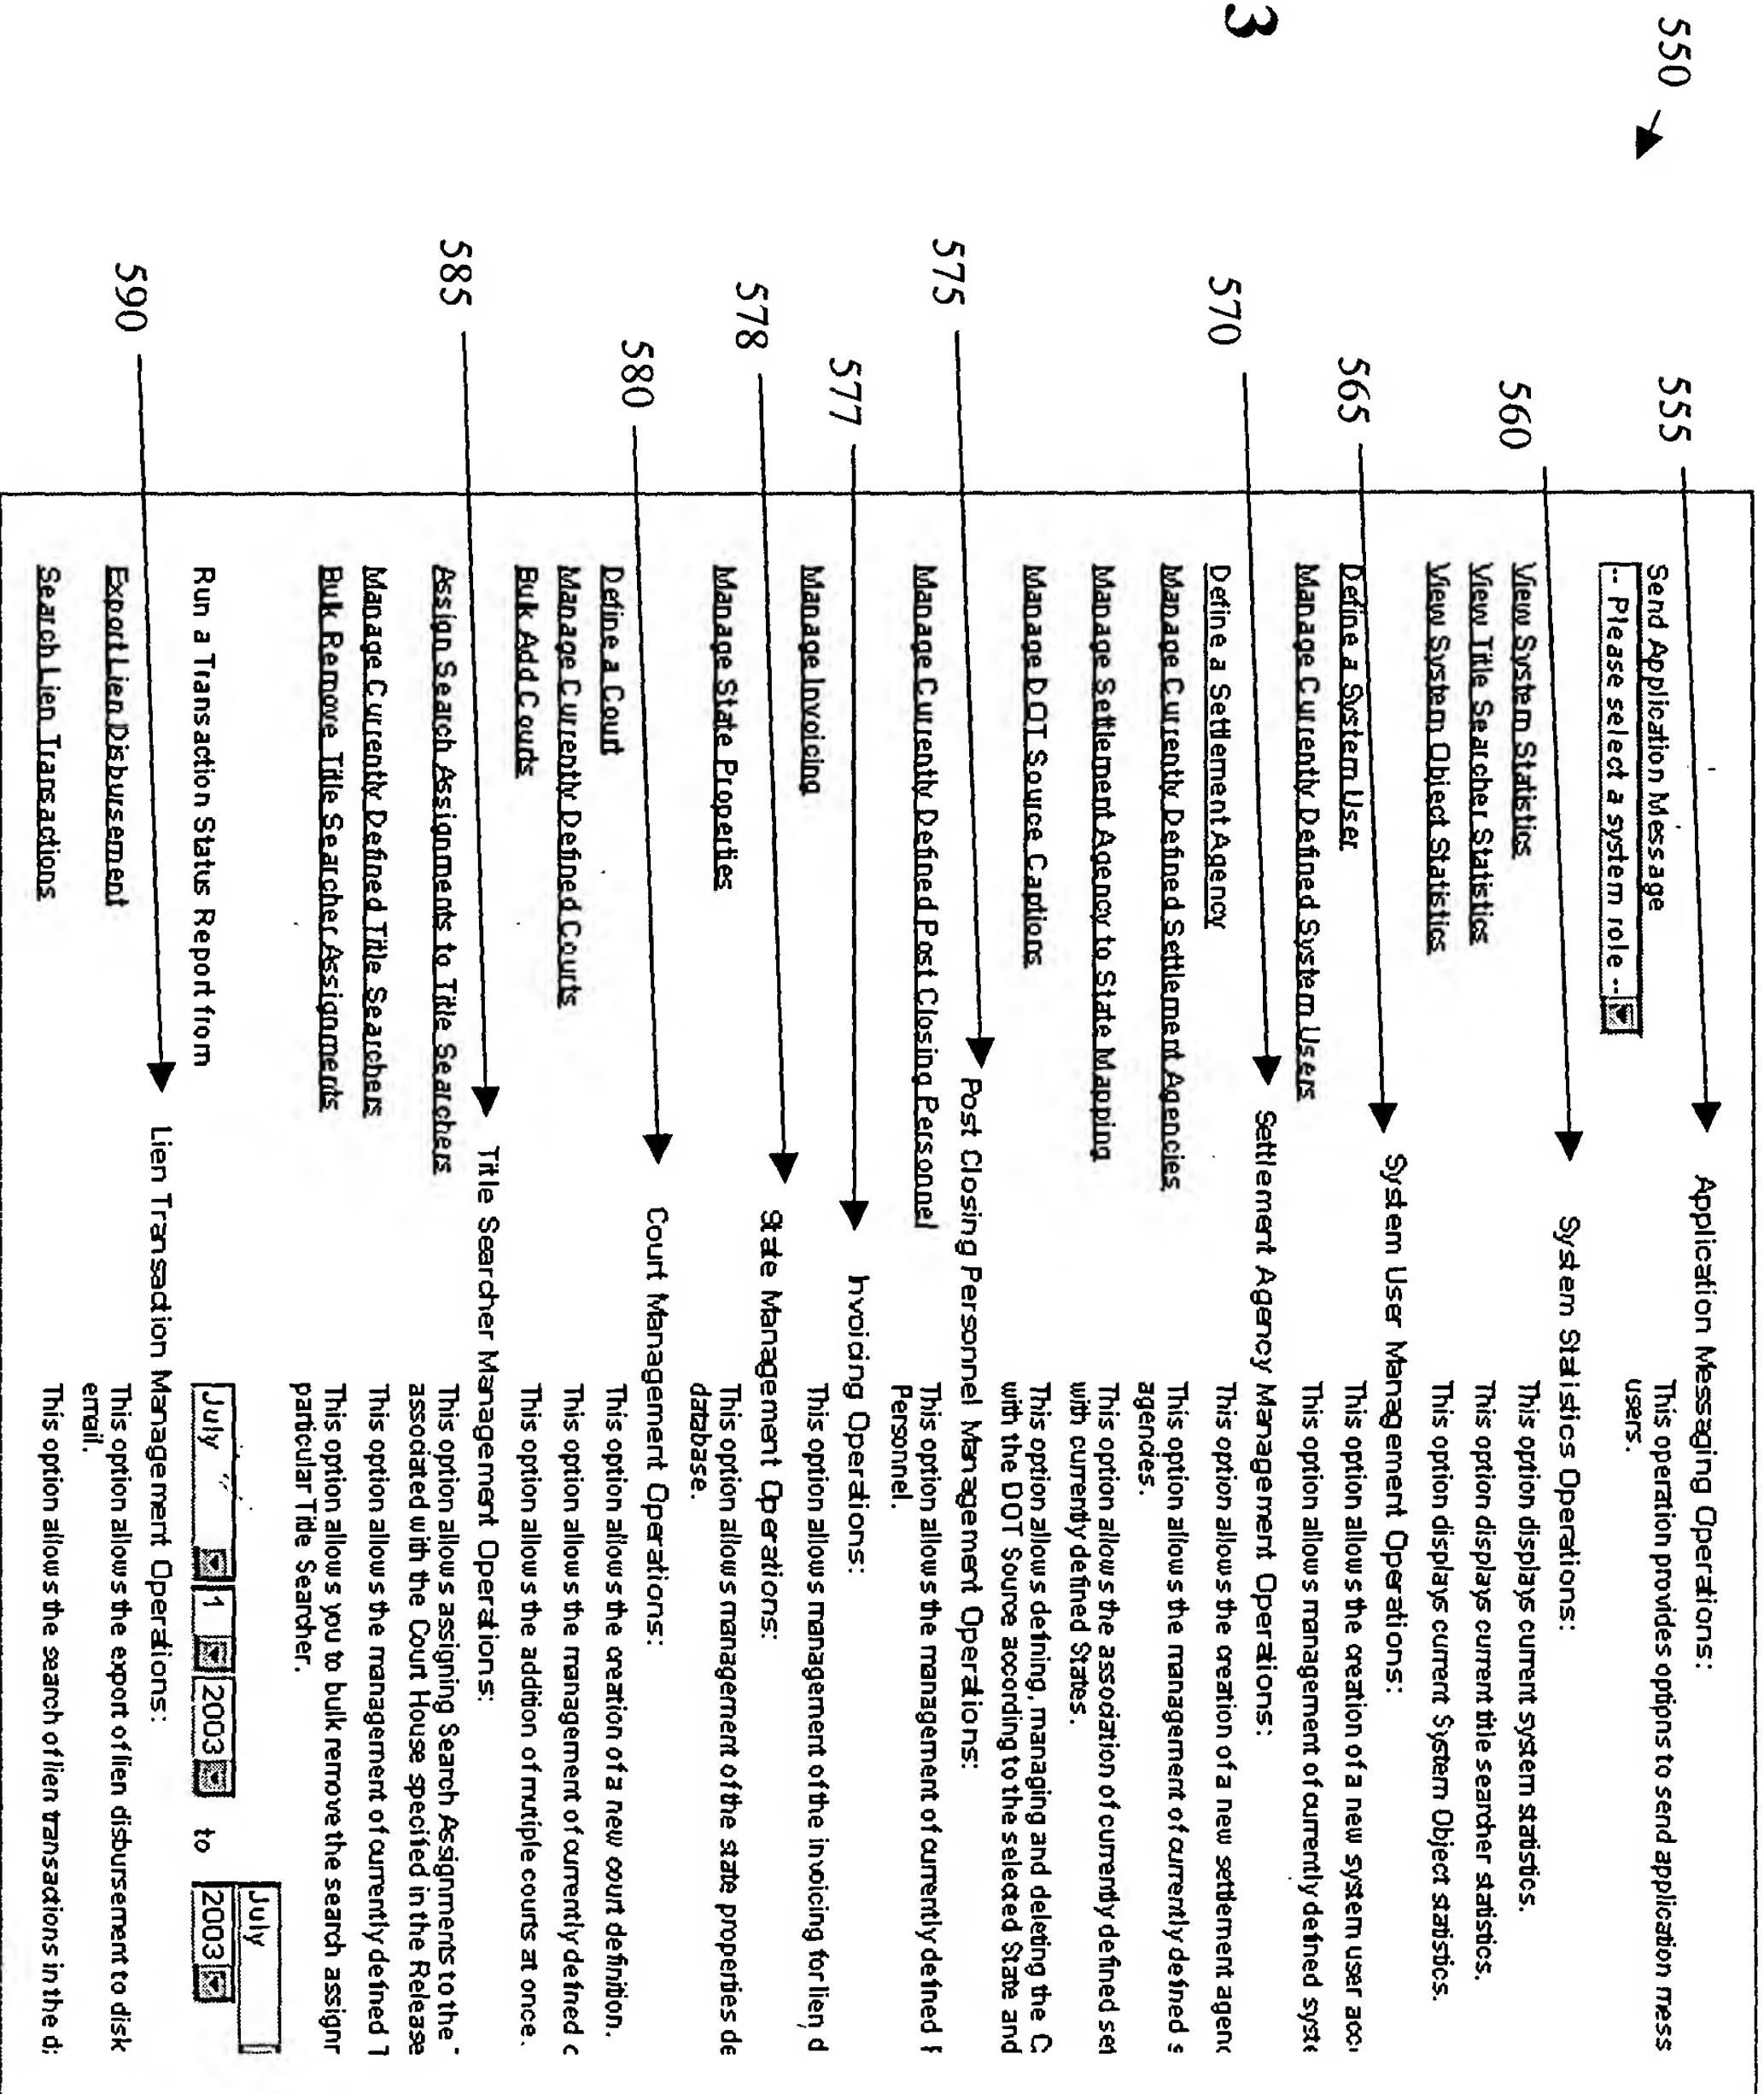 3
550
555
Application Messaging Operations:
Send Application Message
This operation provides options to send application mess
-- Please select a system role --
users.
560
System Statistics Operations:
View System Statistics
This option displays current system statistics.
View Title Searcher Statistics
This option displays current title searcher statistics.
View System Object Statistics
This option displays current System Object statistics.
565
System User Management Operations:
Define a System User
This option allows the creation of a new system user acc
Manage Currently Defined System Users
This option allows management of currently defined syste
570
Settlement Agency Management Operations:
Define a Settlement Agency
This option allows the creation of a new settlement agenc
Manage Currently Defined Settlement Agencies
This option allows the management of currently defined s
agencies.
Manage Settlement Agency to State Mapping
This option allows the association of currently defined set
with currently defined States.
Manage DOT Source Captions
This option allows defining, managing and deleting the C
with the DOT Source according to the selected State and
575
Post Closing Personnel Management Operations:
Manage Currently Defined Post Closing Personnel
This option allows the management of currently defined F
Personnel.
577
Invoicing Operations:
Manage Invoicing
This option allows management of the invoicing for lien d
578
State Management Operations:
Manage State Properties
This option allows management of the state properties de
database.
580
Court Management Operations:
Define a Court
This option allows the creation of a new court definition.
Manage Currently Defined Courts
This option allows the management of currently defined c
Bulk Add Courts
This option allows the addition of mutiple courts at once.
585
Title Searcher Management Operations:
Assign Search Assignments to Title Searchers
This option allows assigning Search Assignments to the
associated with the Court House specified in the Release
Manage Currently Defined Title Searchers
This option allows the management of currently defined T
Bulk Remove Title Searcher Assignments
This option allows you to bulk remove the search assignr
particular Title Searcher.
Run a Transaction Status Report from
July 1 2003 to July
2003
590
Lien Transaction Management Operations:
Export Lien Disbursement
This option allows the export of lien disbursement to disk
email.
Search Lien Transactions
This option allows the search of lien transactions in the d